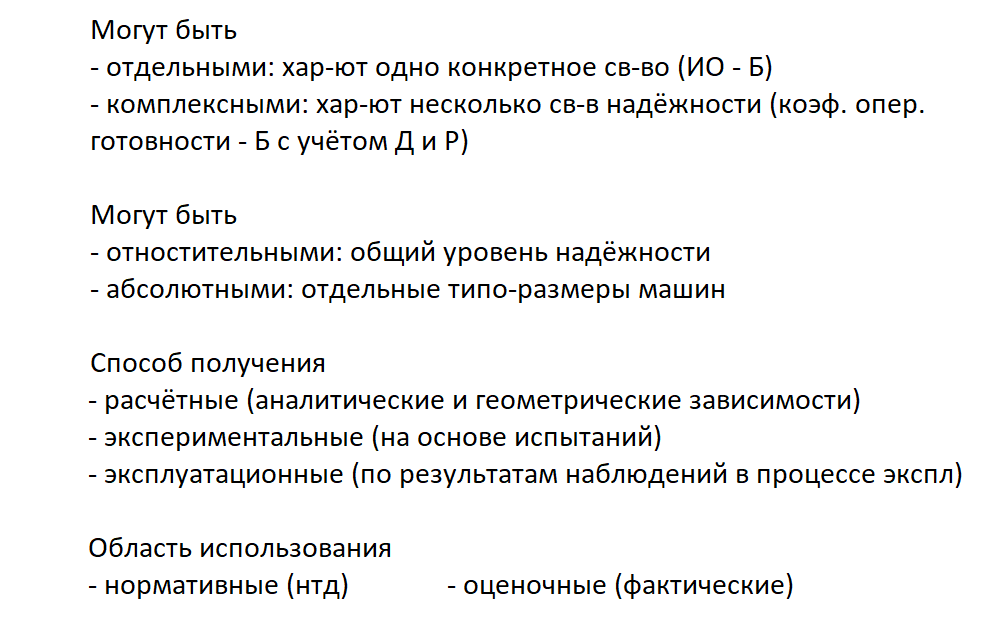 Могут быть
- отдельными: хар-ют одно конкретное св-во (ИО - Б)
- комплексными: хар-ют несколько св-в надёжности (коэф. опер.
готовности - Б с учётом Д и Р)
Могут быть
- отностительными: общий уровень надёжности
- абсолютными: отдельные типо-размеры машин
Способ получения
- расчётные (аналитические и геометрические зависимости)
- экспериментальные (на основе испытаний)
- эксплуатационные (по результатам наблюдений в процессе экспл)
Область использования
- нормативные (нтд) - оценочные (фактические)